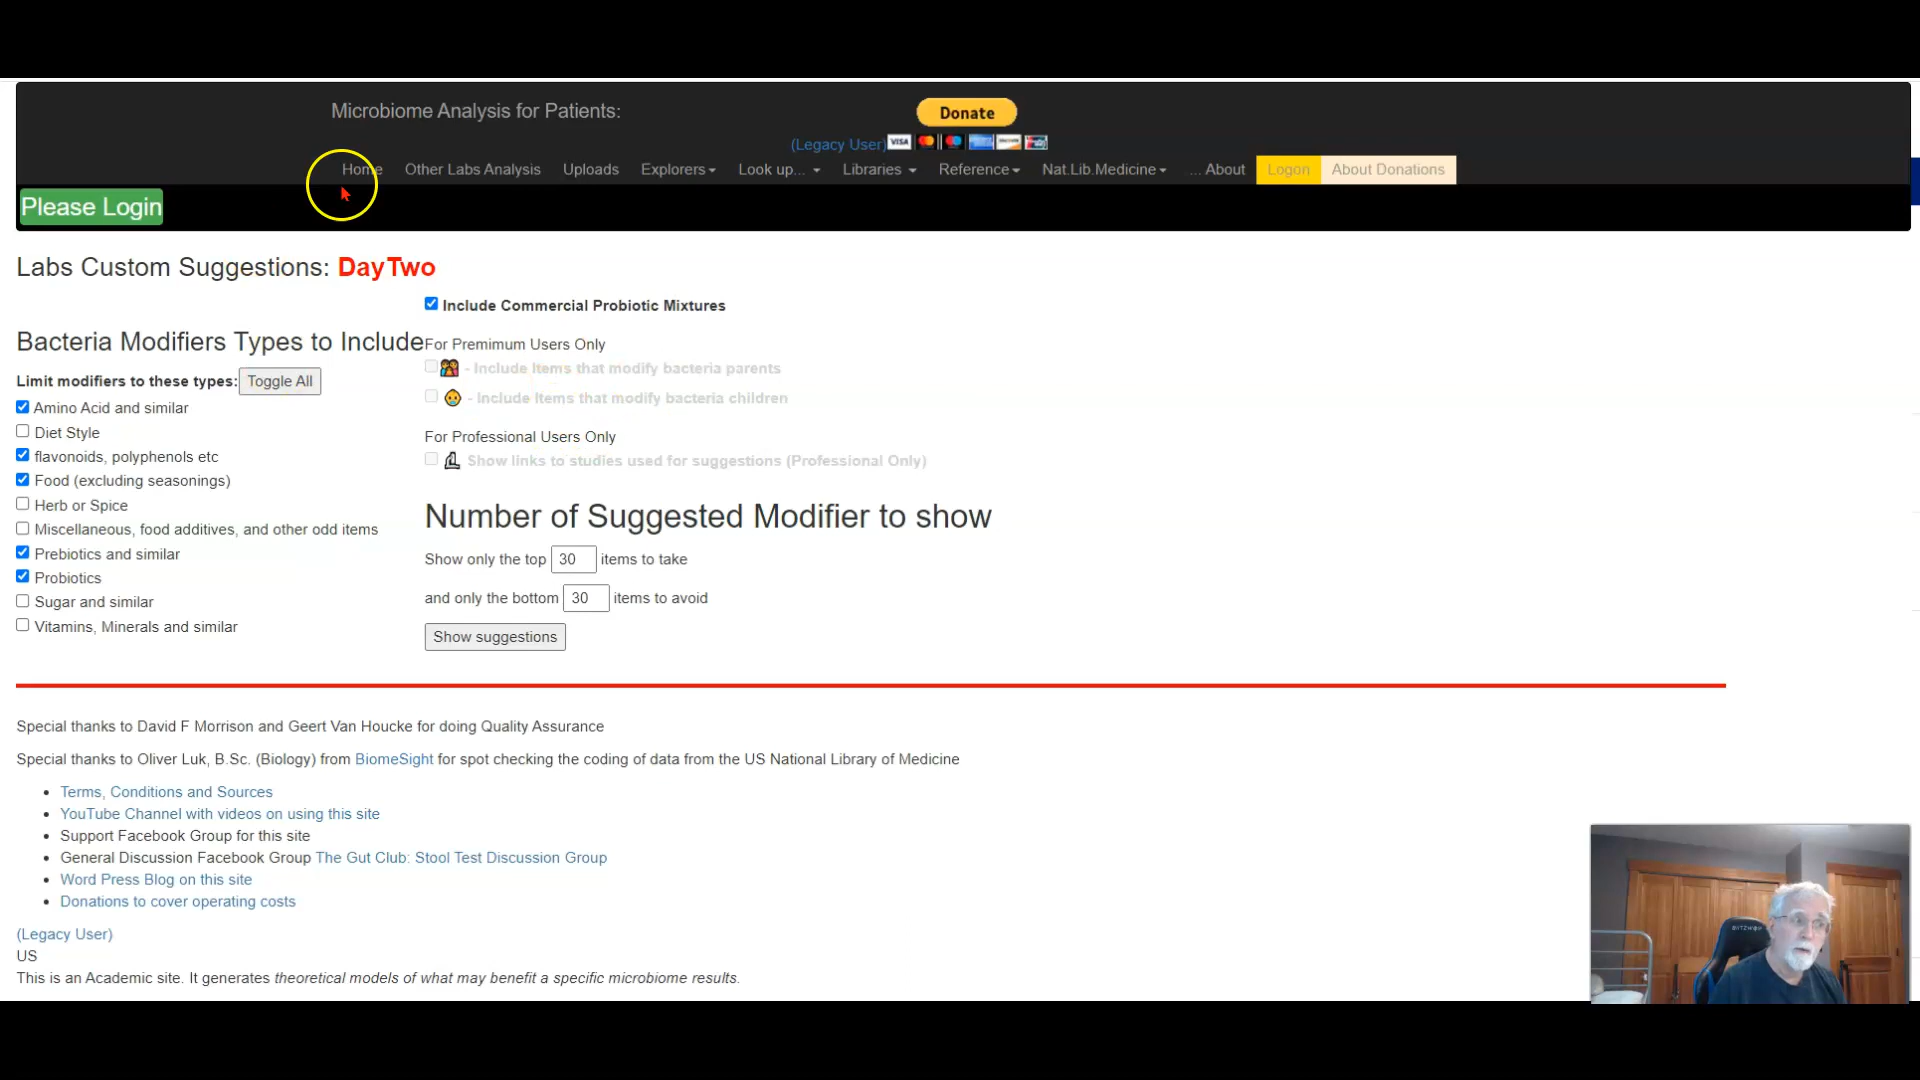 Microbiome Analysis for Patients:
Donate
(Legacy User)
Home Other Labs Analysis Uploads Explorers Look up... Libraries Reference Nat.Lib.Medicine ... About Logon About Donations
Please Login
Labs Custom Suggestions: DayTwo
Include Commercial Probiotic Mixtures
Bacteria Modifiers Types to Include
For Premimum Users Only
- Include Items that modify bacteria parents
Limit modifiers to these types: Toggle All
- Include Items that modify bacteria children
Amino Acid and similar
Diet Style
For Professional Users Only
flavonoids, polyphenols etc
Show links to studies used for suggestions (Professional Only)
Food (excluding seasonings)
Herb or Spice
Number of Suggested Modifier to show
Miscellaneous, food additives, and other odd items
Prebiotics and similar
Show only the top 30 items to take
Probiotics
and only the bottom 30 items to avoid
Sugar and similar
Vitamins, Minerals and similar
Show suggestions
Special thanks to David F Morrison and Geert Van Houcke for doing Quality Assurance
Special thanks to Oliver Luk, B.Sc. (Biology) from BiomeSight for spot checking the coding of data from the US National Library of Medicine
• Terms, Conditions and Sources
• YouTube Channel with videos on using this site
• Support Facebook Group for this site
• General Discussion Facebook Group The Gut Club: Stool Test Discussion Group
• Word Press Blog on this site
• Donations to cover operating costs
(Legacy User)
US
This is an Academic site. It generates theoretical models of what may benefit a specific microbiome results.